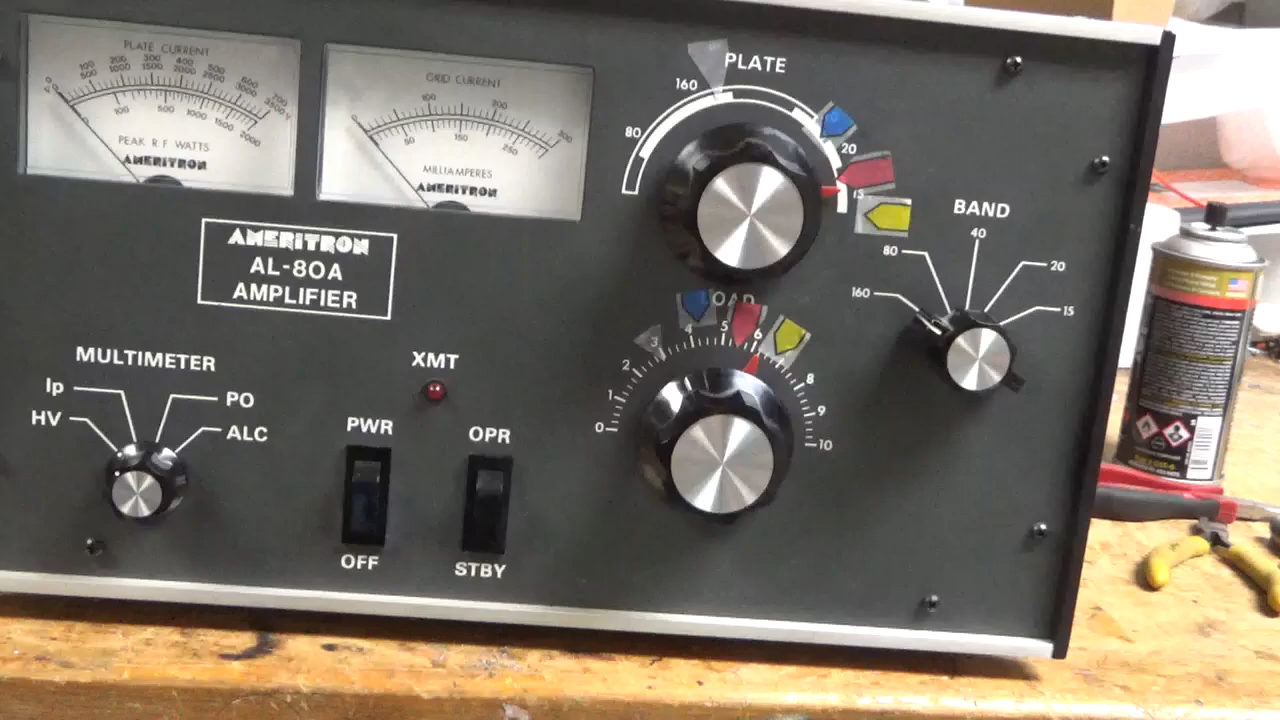 PLATE CURRENT
0 100 200 300 400 500 600 700
500 1000 1500 2000 2500 3000 3500 V
100 500 1000 1500 2000
PEAK R F WATTS
AMERITRON
GRID CURRENT
0 100 200 300
50 150 250
MILLIAMPERES
AMERITRON
PLATE
160
80
20
15
AMERITRON
AL-80A
AMPLIFIER
BAND
40
80
20
160
15
LOAD
0 1 2 3 4 5 6 7 8 9 10
MULTIMETER
Ip
PO
HV
ALC
XMT
PWR
OPR
OFF
STBY